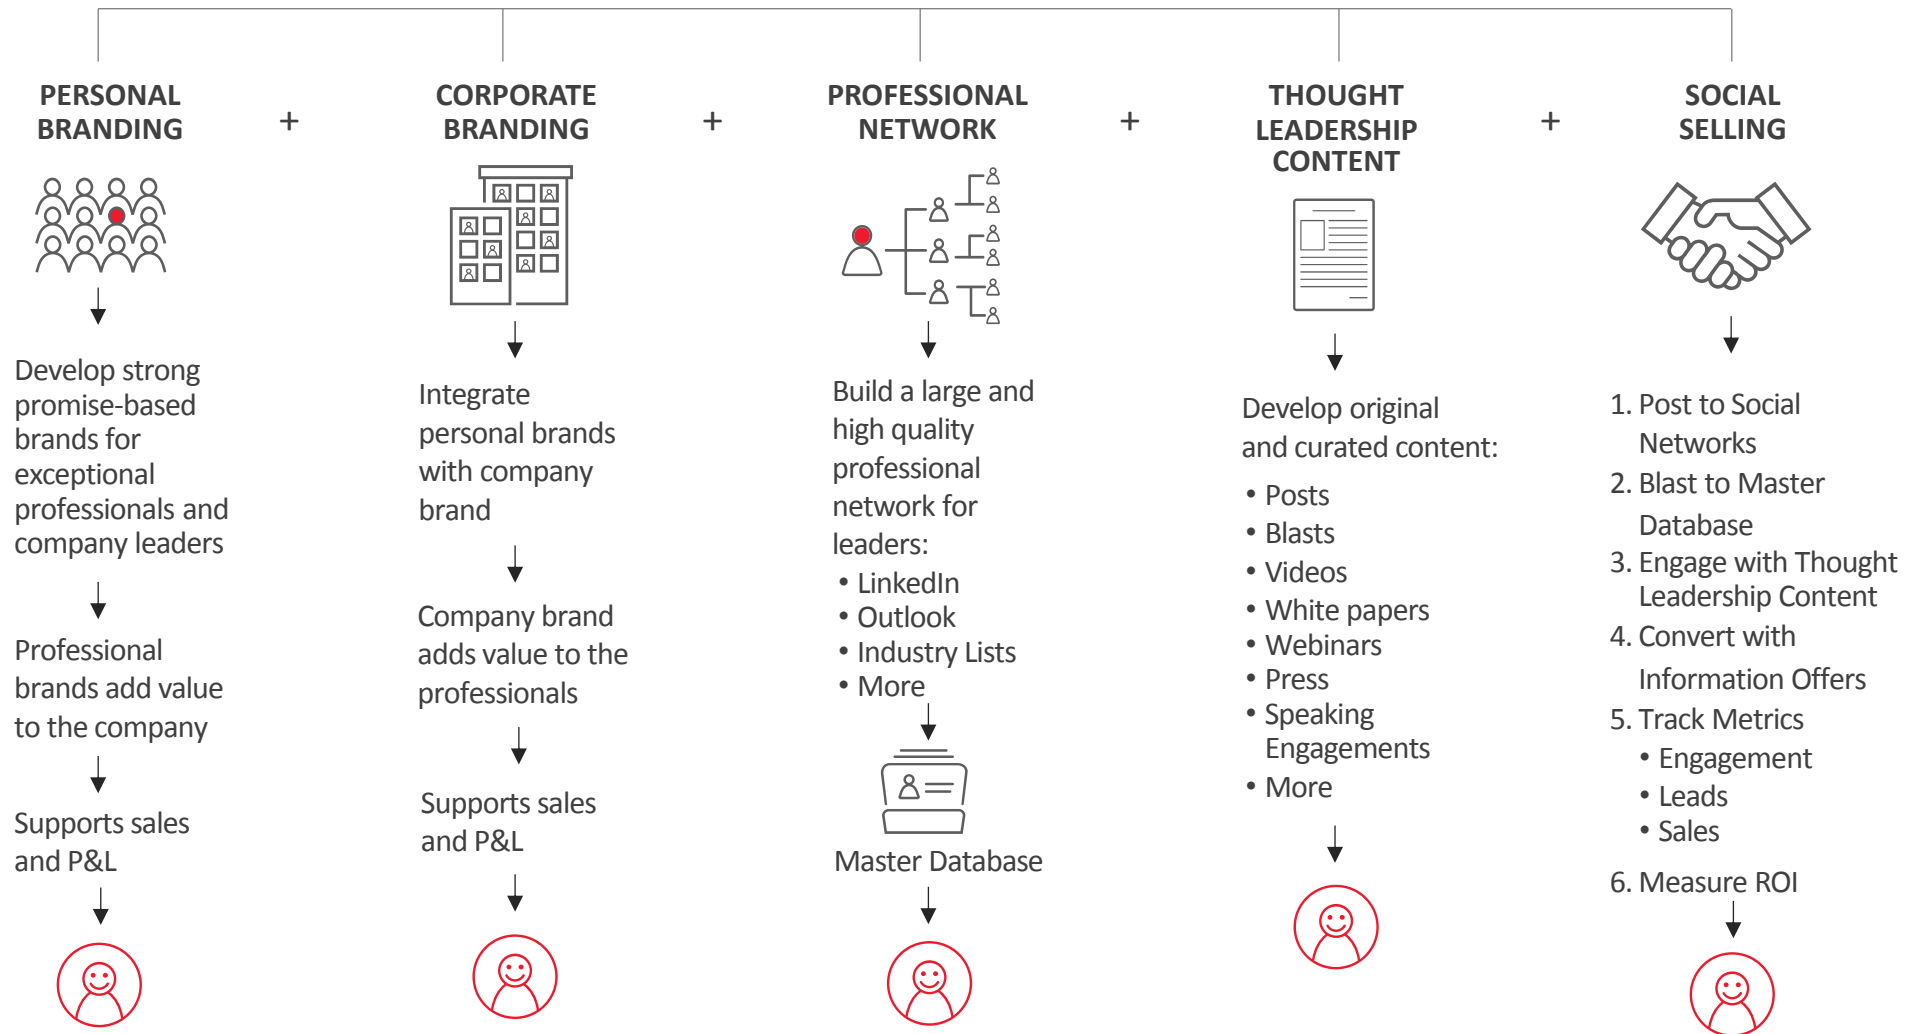 PERSONAL
BRANDING
+
CORPORATE
BRANDING
+
PROFESSIONAL
NETWORK
+
THOUGHT
LEADERSHIP
CONTENT
+
SOCIAL
SELLING
Develop strong
promise-based
brands for
exceptional
professionals and
company leaders
Professional
brands add value
to the company
Supports sales
and P&L
Integrate
personal brands
with company
brand
Company brand
adds value to the
professionals
Supports sales
and P&L
Build a large and
high quality
professional
network for
leaders:
• LinkedIn
• Outlook
• Industry Lists
• More
Master Database
Develop original
and curated content:
• Posts
• Blasts
• Videos
• White papers
• Webinars
• Press
• Speaking
Engagements
• More
1. Post to Social
Networks
2. Blast to Master
Database
3. Engage with Thought
Leadership Content
4. Convert with
Information Offers
5. Track Metrics
• Engagement
• Leads
• Sales
6. Measure ROI